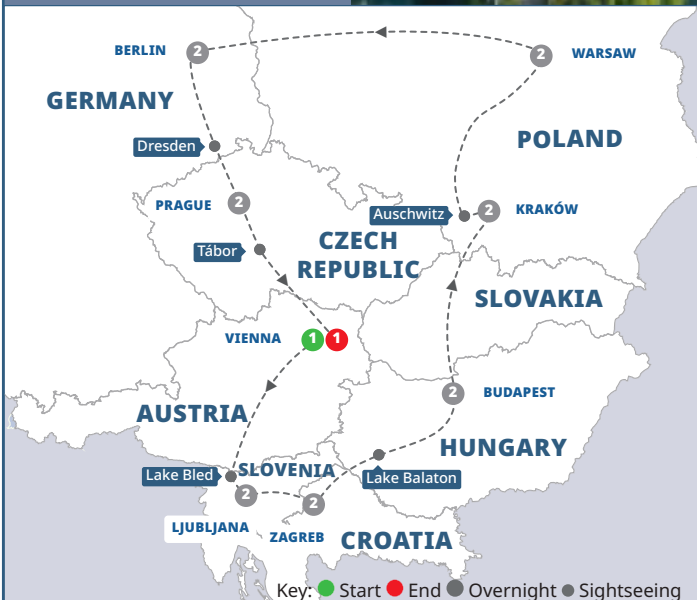 BERLIN
2
2
WARSAW
GERMANY
POLAND
Dresden
PRAGUE
2
Auschwitz
2
KRAKÓW
CZECH
REPUBLIC
Tábor
SLOVAKIA
VIENNA
1
1
2
BUDAPEST
AUSTRIA
HUNGARY
SLOVENIA
Lake Bled
Lake Balaton
2
2
LJUBLJANA
ZAGREB
CROATIA
Key: Start End Overnight Sightseeing